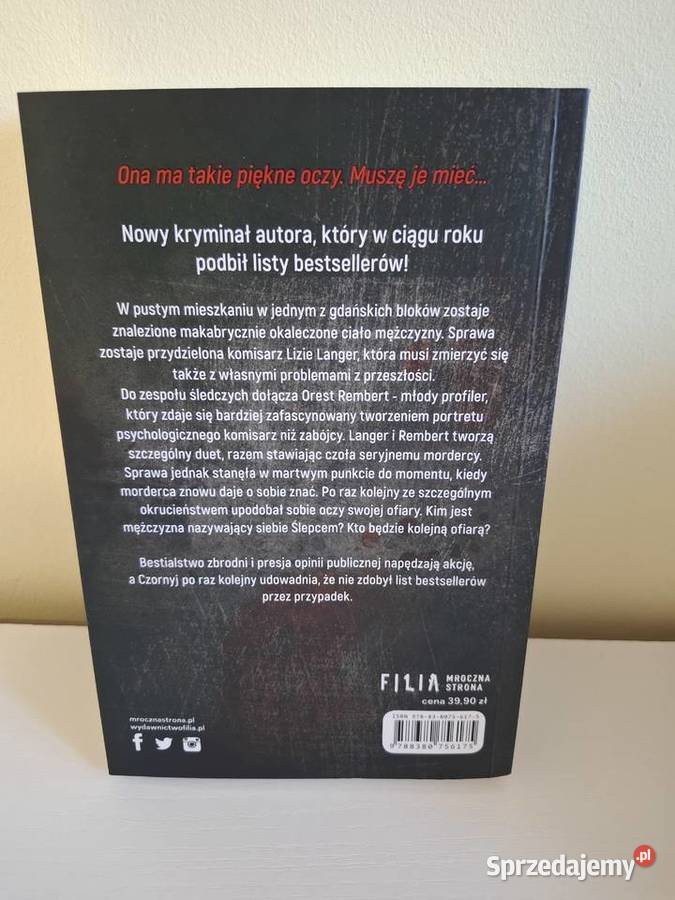 Ona ma takie piękne oczy. Muszę je mieć...
Nowy kryminał autora, który w ciągu roku
podbił listy bestsellerów!
W pustym mieszkaniu w jednym z gdańskich bloków zostaje
znalezione makabrycznie okaleczone ciało mężczyzny. Sprawa
zostaje przydzielona komisarz Lizie Langer, która musi zmierzyć się
także z własnymi problemami z przeszłości.
Do zespołu śledczych dołącza Orest Rembert - młody profiler,
który zdaje się bardziej zafascynowany tworzeniem portretu
psychologicznego komisarz niż zabójcy. Langer i Rembert tworzą
szczególny duet, razem stawiając czoła seryjnemu mordercy.
Sprawa jednak stanęła w martwym punkcie do momentu, kiedy
morderca znowu daje o sobie znać. Po raz kolejny ze szczególnym
okrucieństwem upodobał sobie oczy swojej ofiary. Kim jest
mężczyzna nazywający siebie Ślepcem? Kto będzie kolejną ofiarą?
Bestialstwo zbrodni i presja opinii publicznej napędzają akcję,
a Czornyj po raz kolejny udowadnia, że nie zdobył list bestsellerów
przez przypadek.
FILIA MROCZNA
STRONA
cena 39,90 zł
mrocznastrona.pl
wydawnictwofilia.pl
ISBN 978-83-8075-617-5
9788380756175
Sprzedajemy.pl